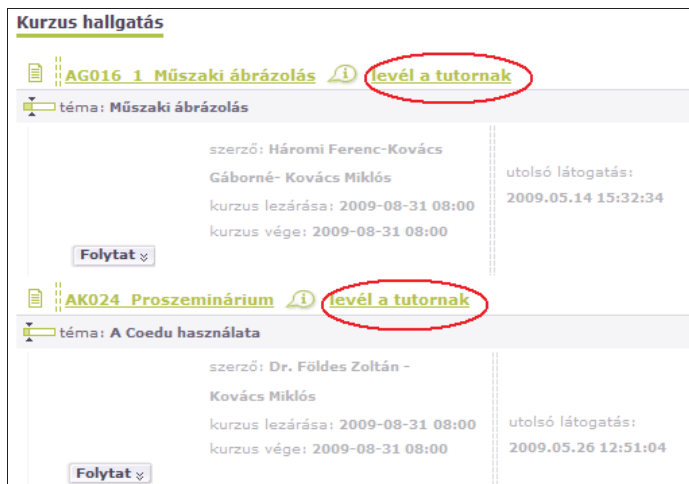 Kurzus hallgatás
AG016_1_Műszaki ábrázolás levél a tutornak
téma: Műszaki ábrázolás
szerző: Háromi Ferenc-Kovács
Gáborné- Kovács Miklós
kurzus lezárása: 2009-08-31 08:00
kurzus vége: 2009-08-31 08:00
utolsó látogatás:
2009.05.14 15:32:34
Folytat
AK024_Proszeminárium levél a tutornak
téma: A Coedu használata
szerző: Dr. Földes Zoltán -
Kovács Miklós
kurzus lezárása: 2009-08-31 08:00
kurzus vége: 2009-08-31 08:00
utolsó látogatás:
2009.05.26 12:51:04
Folytat